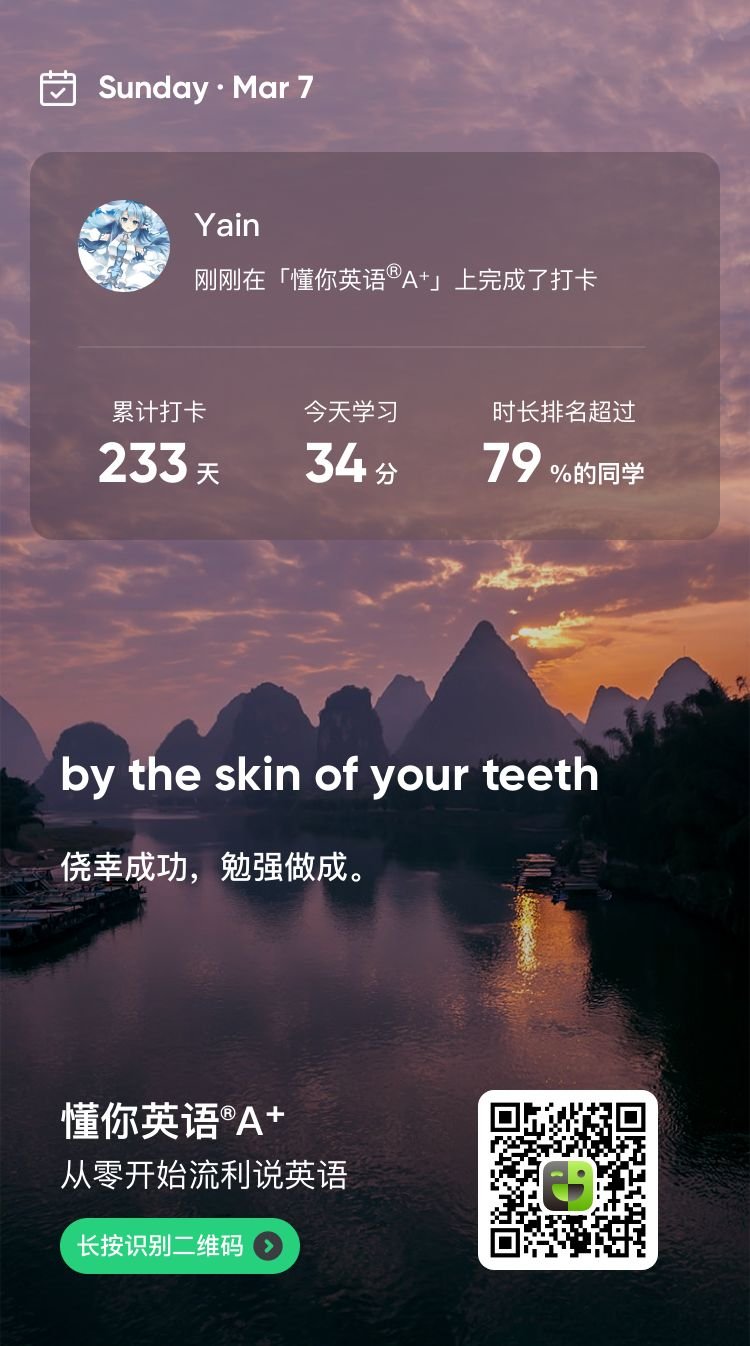 Sunday · Mar 7
Yain
刚刚在「懂你英语®A⁺」上完成了打卡
累计打卡 今天学习 时长排名超过
233 天 34 分 79 %的同学
by the skin of your teeth
侥幸成功，勉强做成。
懂你英语®A⁺
从零开始流利说英语
长按识别二维码